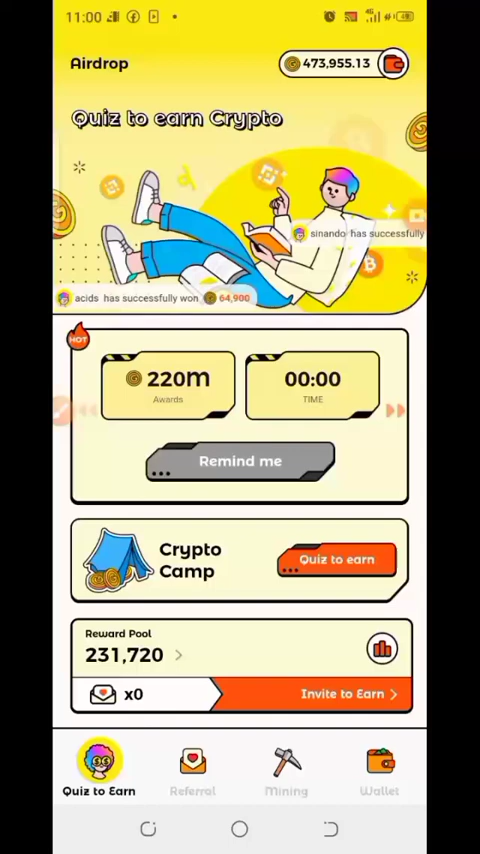 11:00
4G
Airdrop
473,955.13
Quiz to earn Crypto
sinando has successfully
acids has successfully won 64,900
HOT
220M
Awards
00:00
TIME
Remind me
Crypto
Camp
Quiz to earn
Reward Pool
231,720
x0
Invite to Earn
Quiz to Earn
Referral
Mining
Wallet